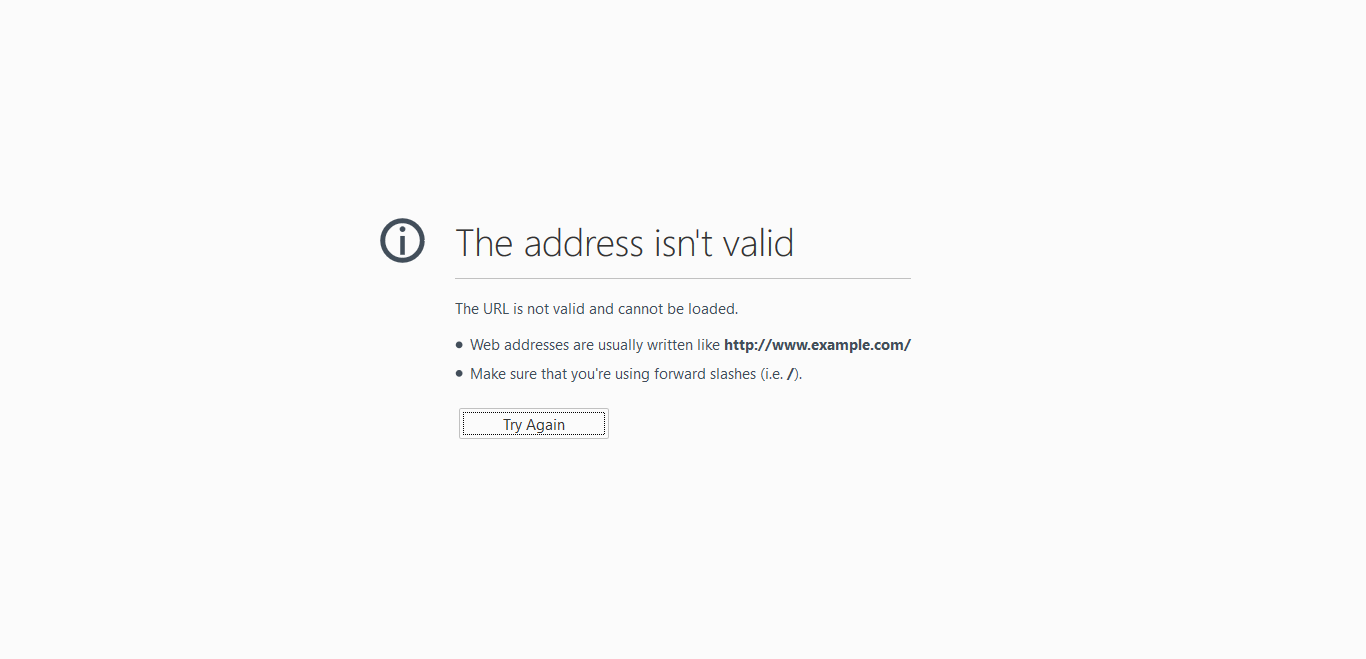 The address isn't valid
The URL is not valid and cannot be loaded.
• Web addresses are usually written like http://www.example.com/
• Make sure that you're using forward slashes (i.e. /).
Try Again